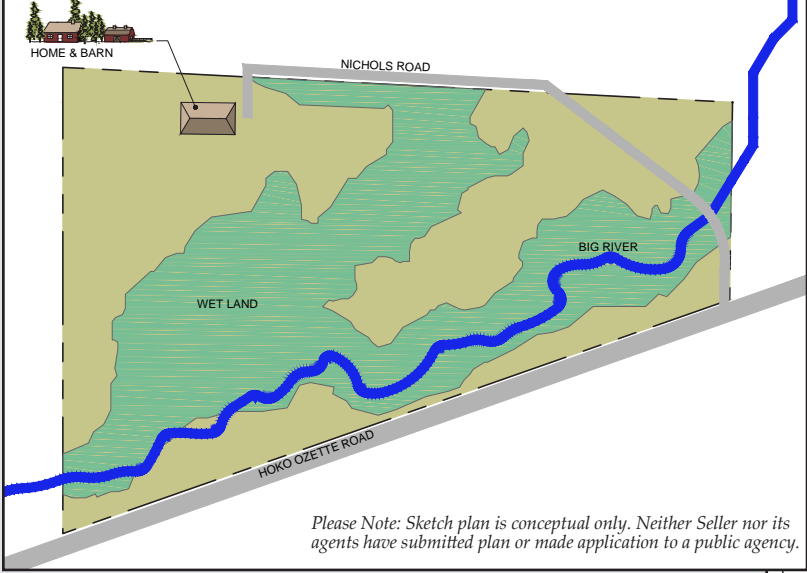 HOME & BARN
NICHOLS ROAD
BIG RIVER
WET LAND
HOKO OZETTE ROAD
Please Note: Sketch plan is conceptual only. Neither Seller nor its
agents have submitted plan or made application to a public agency.